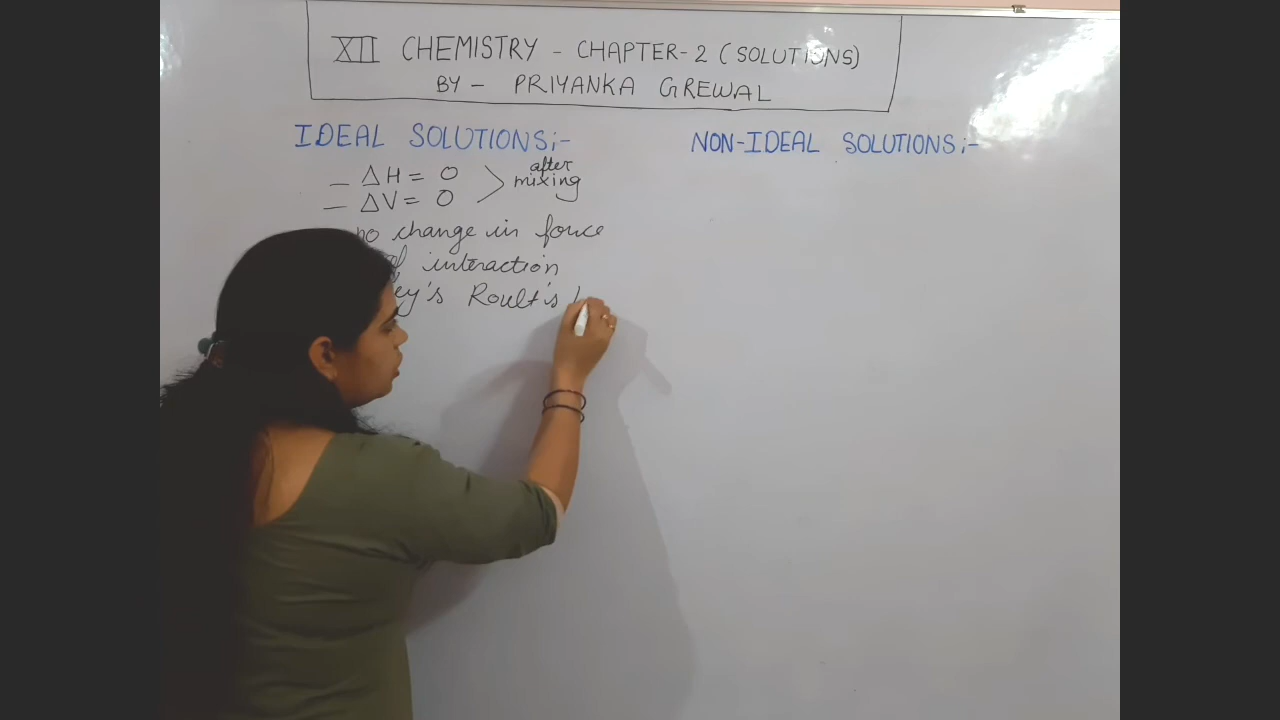 XII CHEMISTRY - CHAPTER-2 (SOLUTIONS)
BY - PRIYANKA GREWAL
IDEAL SOLUTIONS:-
- ΔH = 0
- ΔV = 0
after
mixing
no change in force
of interaction
Roult's
NON-IDEAL SOLUTIONS:-